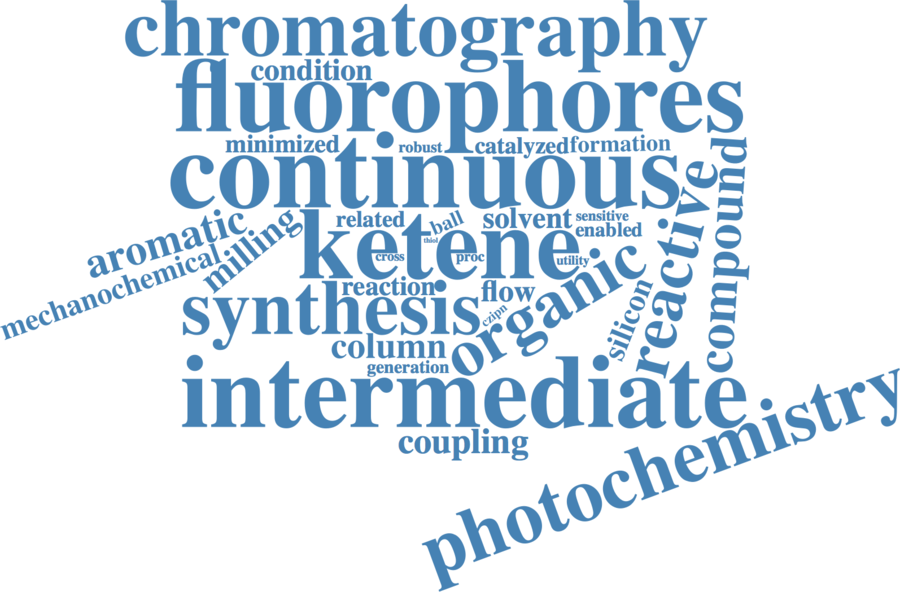 chromatography
condition
fluorophores
minimized robust catalyzed formation
continuous
related ball solvent sensitive
thiol enabled
aromatic milling
ketene
cross proc utility
mechanochemical
reaction flow
synthesis czipn organic
silicon reactive compound
column
generation
intermediate
coupling
photochemistry